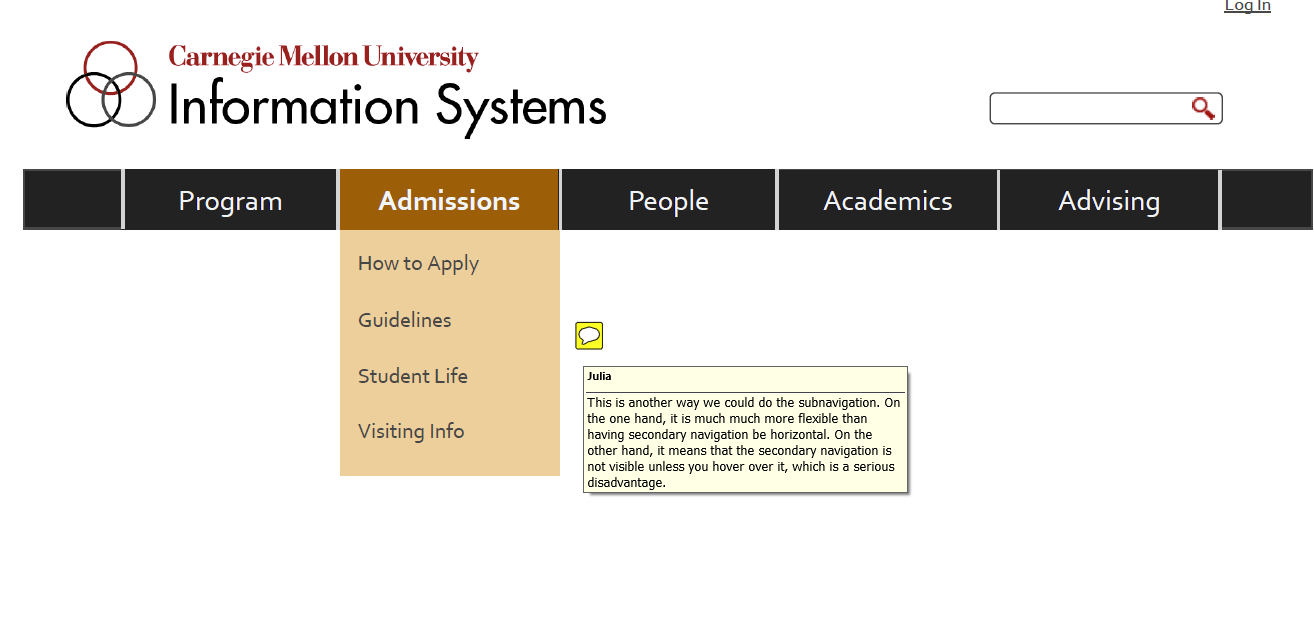 Log In
Carnegie Mellon University
Information Systems
Program Admissions People Academics Advising
How to Apply
Guidelines
Student Life
Visiting Info
Julia
This is another way we could do the subnavigation. On
the one hand, it is much much more flexible than
having secondary navigation be horizontal. On the
other hand, it means that the secondary navigation is
not visible unless you hover over it, which is a serious
disadvantage.